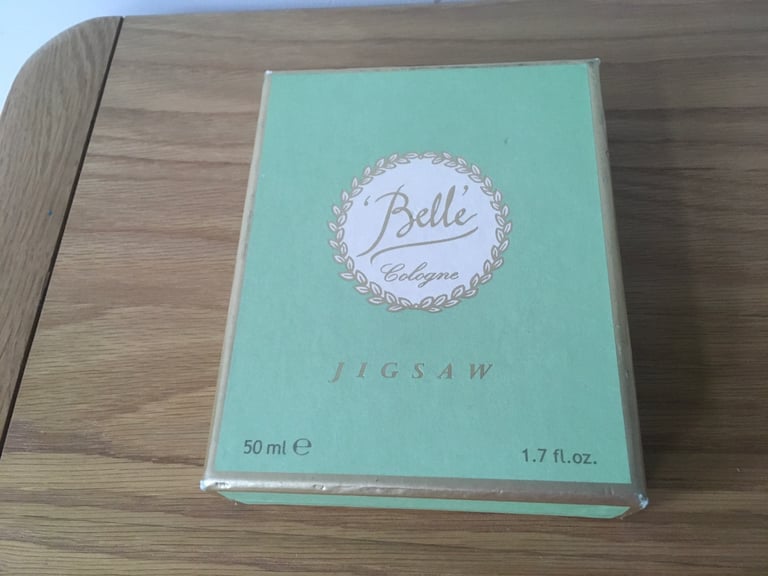 'Belle'
Cologne
JIGSAW
50 ml ℮
1.7 fl.oz.